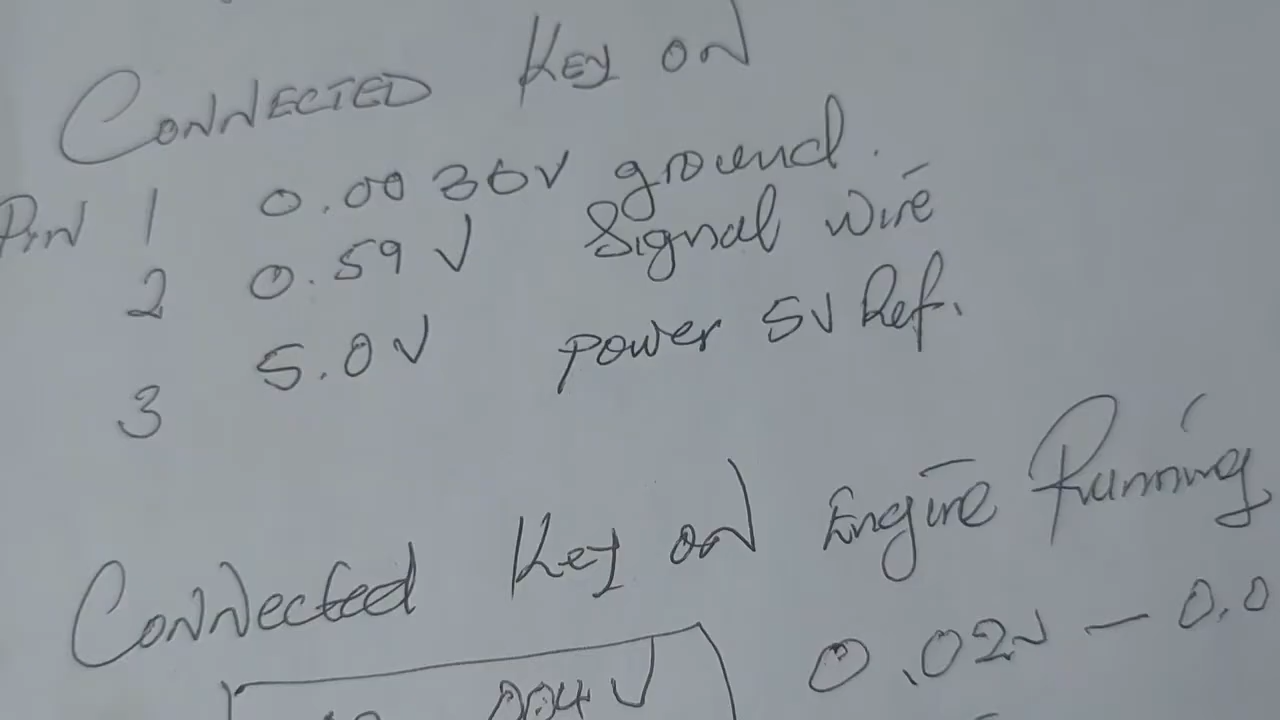 CONNECTED KEY ON
PIN 1 0.0036V ground.
2 0.59V Signal wire
3 5.0V power 5V Ref.
Connected Key on Engine Running
004V 0.02V - 0.0